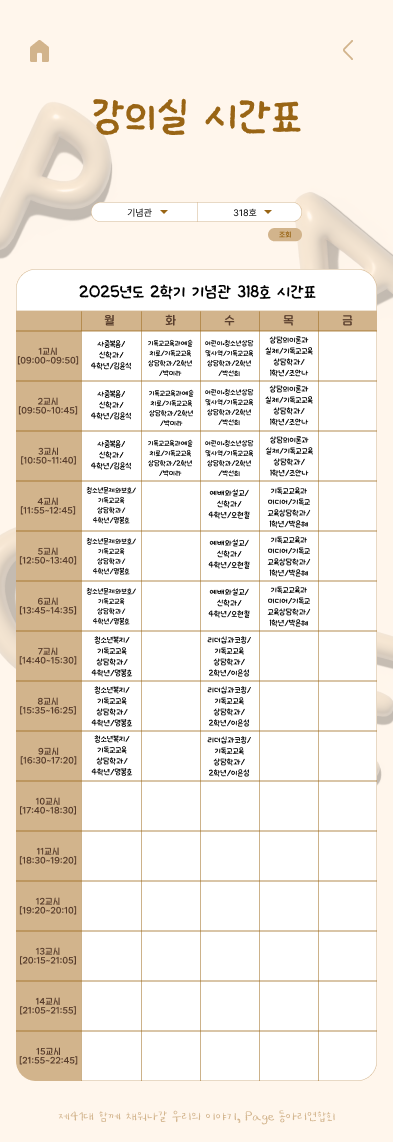 강의실 시간표
기념관
318호
조회
2025년도 2학기 기념관 318호 시간표
월 화 수 목 금
1교시
[09:00~09:50]
사중복음/
신학과/
4학년/김윤석
기독교교육과예술
치료/기독교교육
상담학과/2학년
/박미라
어린이.청소년상담
및사역/기독교교육
상담학과/2학년
/박선희
상담의이론과
실제/기독교교육
상담학과/
1학년/조안나
2교시
[09:50~10:45]
사중복음/
신학과/
4학년/김윤석
기독교교육과예술
치료/기독교교육
상담학과/2학년
/박미라
어린이.청소년상담
및사역/기독교교육
상담학과/2학년
/박선희
상담의이론과
실제/기독교교육
상담학과/
1학년/조안나
3교시
[10:50~11:40]
사중복음/
신학과/
4학년/김윤석
기독교교육과예술
치료/기독교교육
상담학과/2학년
/박미라
어린이.청소년상담
및사역/기독교교육
상담학과/2학년
/박선희
상담의이론과
실제/기독교교육
상담학과/
1학년/조안나
4교시
[11:55~12:45]
청소년문제와보호/
기독교교육
상담학과/
4학년/명봉호
예배와설교/
신학과/
4학년/오현철
기독교교육과
미디어/기독교
교육상담학과/
1학년/박은혜
5교시
[12:50~13:40]
청소년문제와보호/
기독교교육
상담학과/
4학년/명봉호
예배와설교/
신학과/
4학년/오현철
기독교교육과
미디어/기독교
교육상담학과/
1학년/박은혜
6교시
[13:45~14:35]
청소년문제와보호/
기독교교육
상담학과/
4학년/명봉호
예배와설교/
신학과/
4학년/오현철
기독교교육과
미디어/기독교
교육상담학과/
1학년/박은혜
7교시
[14:40~15:30]
청소년복지/
기독교교육
상담학과/
4학년/명봉호
리더십과코칭/
기독교교육
상담학과/
2학년/이은성
8교시
[15:35~16:25]
청소년복지/
기독교교육
상담학과/
4학년/명봉호
리더십과코칭/
기독교교육
상담학과/
2학년/이은성
9교시
[16:30~17:20]
청소년복지/
기독교교육
상담학과/
4학년/명봉호
리더십과코칭/
기독교교육
상담학과/
2학년/이은성
10교시
[17:40~18:30]
11교시
[18:30~19:20]
12교시
[19:20~20:10]
13교시
[20:15~21:05]
14교시
[21:05~21:55]
15교시
[21:55~22:45]
제41대 함께 채워나갈 우리의 이야기, Page 동아리연합회